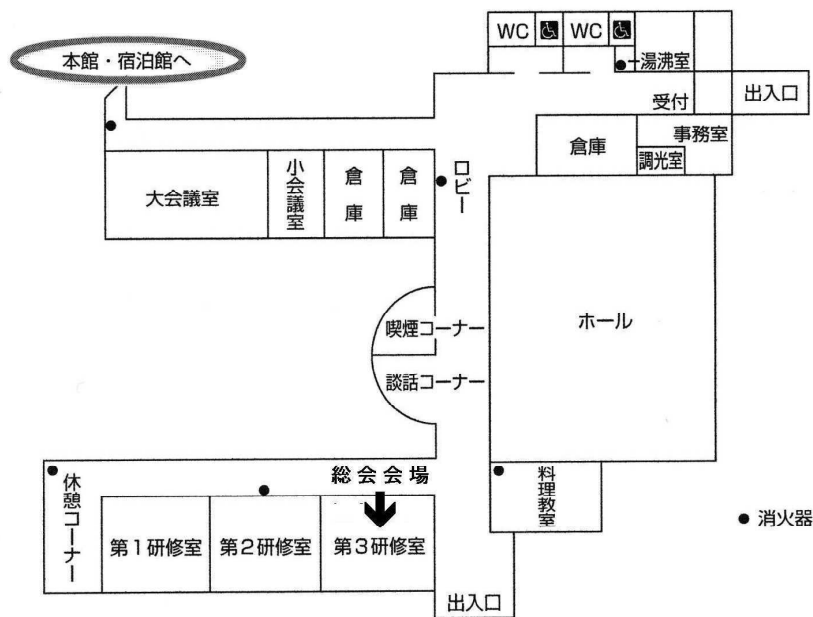 WC
WC
本館・宿泊館へ
湯沸室
受付
出入口
倉庫
事務室
調光室
大会議室
小会議室
倉庫
倉庫
ロビー
喫煙コーナー
ホール
談話コーナー
総会会場
休憩コーナー
料理教室
第1研修室
第2研修室
第3研修室
● 消火器
出入口